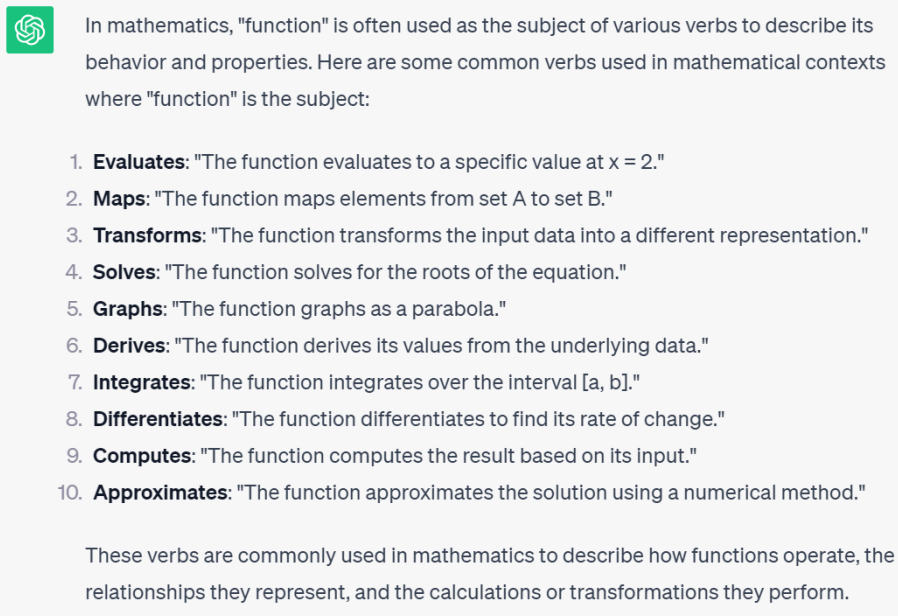 In mathematics, "function" is often used as the subject of various verbs to describe its
behavior and properties. Here are some common verbs used in mathematical contexts
where "function" is the subject:
1. Evaluates: "The function evaluates to a specific value at x = 2."
2. Maps: "The function maps elements from set A to set B."
3. Transforms: "The function transforms the input data into a different representation."
4. Solves: "The function solves for the roots of the equation."
5. Graphs: "The function graphs as a parabola."
6. Derives: "The function derives its values from the underlying data."
7. Integrates: "The function integrates over the interval [a, b]."
8. Differentiates: "The function differentiates to find its rate of change."
9. Computes: "The function computes the result based on its input."
10. Approximates: "The function approximates the solution using a numerical method."
These verbs are commonly used in mathematics to describe how functions operate, the
relationships they represent, and the calculations or transformations they perform.